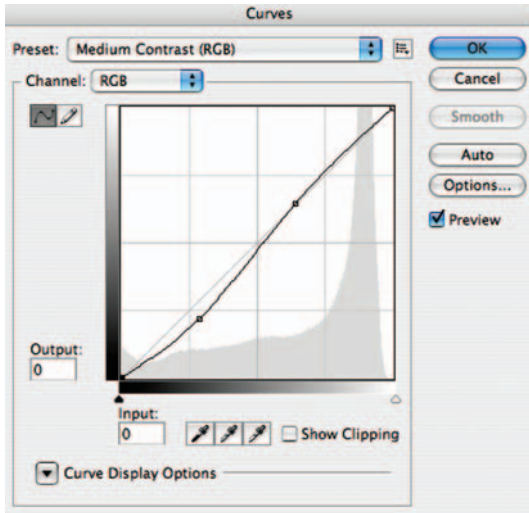 Curves
Preset: Medium Contrast (RGB)
OK
Channel: RGB
Cancel
Smooth
Auto
Options...
Preview
Output:
0
Input:
0
Show Clipping
Curve Display Options